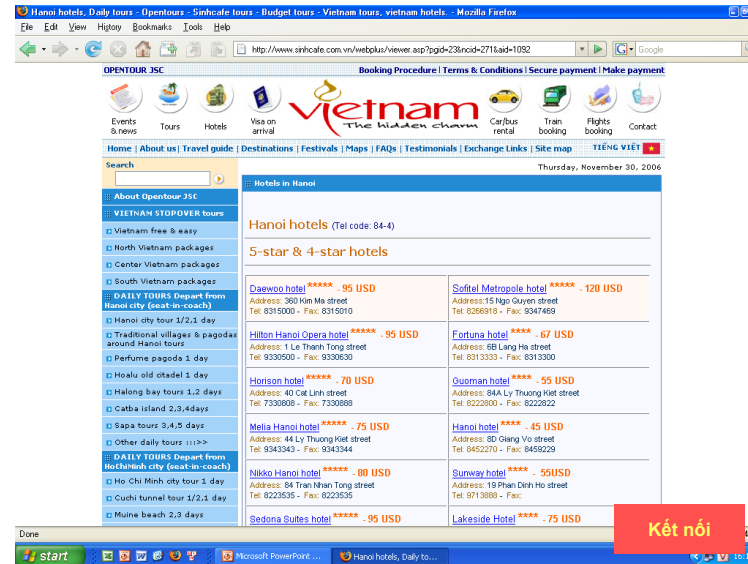 Hanoi hotels, Daily tours - Opentours - Sinhcafe tours - Budget tours - Vietnam tours, vietnam hotels. - Mozilla Firefox
File Edit View History Bookmarks Tools Help
http://www.sinhcafe.com.vn/webplus/viewer.asp?pgid=23&ncid=271&aid=1092
Google
OPENTOUR JSC
Booking Procedure | Terms & Conditions | Secure payment | Make payment
Events & news
Tours
Hotels
Visa on arrival
Vietnam
The hidden charm
Car/bus rental
Train booking
Flights booking
Contact
Home | About us | Travel guide | Destinations | Festivals | Maps | FAQs | Testimonials | Exchange Links | Site map
TIẾNG VIỆT
Search
Thursday, November 30, 2006
About Opentour JSC
VIETNAM STOPOVER tours
Vietnam free & easy
North Vietnam packages
Center Vietnam packages
South Vietnam packages
DAILY TOURS Depart from
Hanoi city (seat-in-coach)
Hanoi city tour 1/2,1 day
Traditional villages & pagodas
around Hanoi tours
Perfume pagoda 1 day
Hoalu old citadel 1 day
Halong bay tours 1,2 days
Catba island 2,3,4days
Sapa tours 3,4,5 days
Other daily tours :::>>
DAILY TOURS Depart from
HoChiMinh city (seat-in-coach)
Ho Chi Minh city tour 1 day
Cuchi tunnel tour 1/2,1 day
Muine beach 2,3 days
Hotels in Hanoi
Hanoi hotels (Tel code: 84-4)
5-star & 4-star hotels
Daewoo hotel ***** - 95 USD
Address: 360 Kim Ma street
Tel: 8315000 - Fax: 8315010
Sofitel Metropole hotel ***** - 120 USD
Address:15 Ngo Quyen street
Tel: 8266918 - Fax: 9347469
Hilton Hanoi Opera hotel ***** - 95 USD
Address: 1 Le Thanh Tong street
Tel: 9330500 - Fax: 9330530
Fortuna hotel **** - 67 USD
Address: 6B Lang Ha street
Tel: 8313333 - Fax: 8313300
Horison hotel ***** - 70 USD
Address: 40 Cat Linh street
Tel: 7330808 - Fax: 7330888
Guoman hotel **** - 55 USD
Address: 84A Ly Thuong Kiet street
Tel: 8222800 - Fax: 8222822
Melia Hanoi hotel ***** - 75 USD
Address: 44 Ly Thuong Kiet street
Tel: 9343343 - Fax: 9343344
Hanoi hotel **** - 45 USD
Address: 8D Giang Vo street
Tel: 8452270 - Fax: 8459229
Nikko Hanoi hotel ***** - 80 USD
Address: 84 Tran Nhan Tong street
Tel: 8223535 - Fax: 8223535
Sunway hotel **** - 55USD
Address: 19 Phan Dinh Ho street
Tel: 9713888 - Fax:
Sedona Suites hotel ***** - 95 USD
Lakeside Hotel **** - 75 USD
Kết nối
Done
start
Microsoft PowerPoint ...
Hanoi hotels, Daily to...